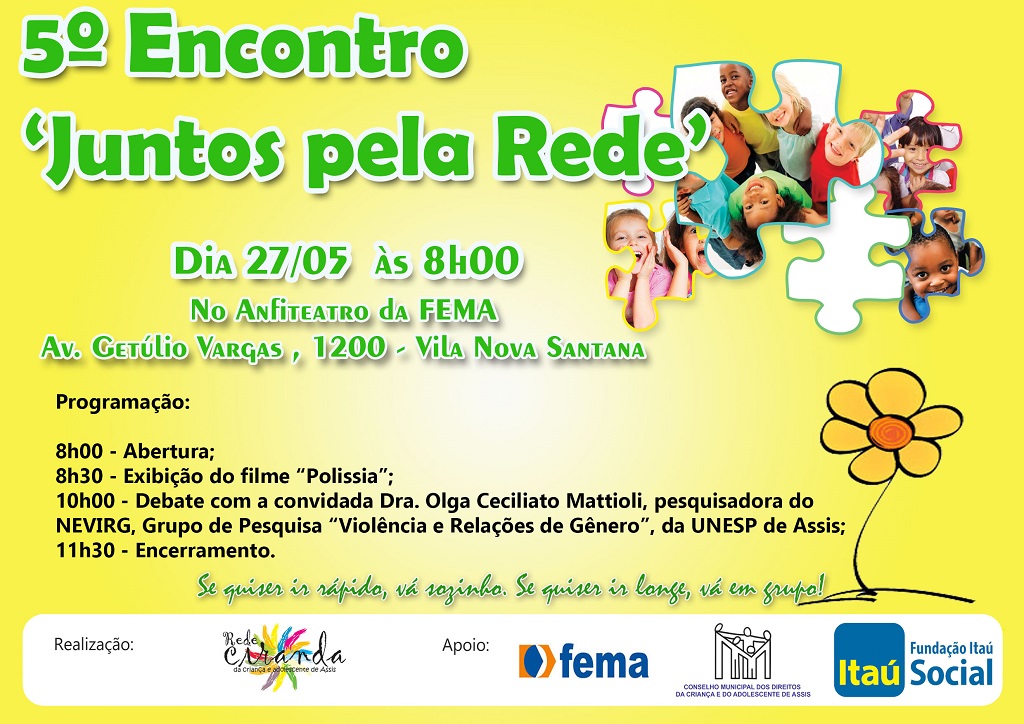 5º Encontro
‘Juntos pela Rede’
Dia 27/05 às 8h00
No Anfiteatro da FEMA
Av. Getúlio Vargas , 1200 - Vila Nova Santana
Programação:
8h00 - Abertura;
8h30 - Exibição do filme “Polissia”;
10h00 - Debate com a convidada Dra. Olga Ceciliato Mattioli, pesquisadora do
NEVIRG, Grupo de Pesquisa “Violência e Relações de Gênero”, da UNESP de Assis;
11h30 - Encerramento.
Se quiser ir rápido, vá sozinho. Se quiser ir longe, vá em grupo!
Realização:
Rede
Ciranda
da Criança e adolescente de Assis
Apoio:
fema
CONSELHO MUNICIPAL DOS DIREITOS
DA CRIANÇA E DO ADOLESCENTE DE ASSIS
Itaú
Fundação Itaú
Social